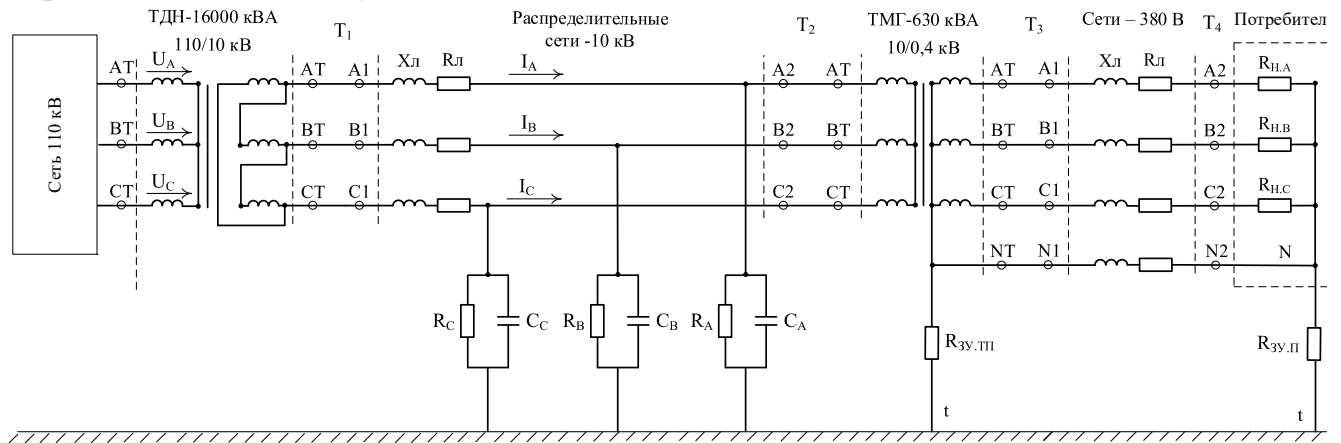 ТДН-16000 кВА
110/10 кВ
Распределительные
сети -10 кВ
ТМГ-630 кВА
10/0,4 кВ
Сети – 380 В
Потребител
T1
T2
T3
T4
Сеть 110 кВ
AT UA AT A1 Xл Rл IA A2 AT AT A1 Xл Rл A2 RН.А
BT UB BT B1 IB B2 BT BT B1 B2 RН.В
CT UC CT C1 IC C2 CT CT C1 C2 RН.С
NT N1 N2 N
RC CC RB CB RA CA RЗУ.ТП RЗУ.П
t t